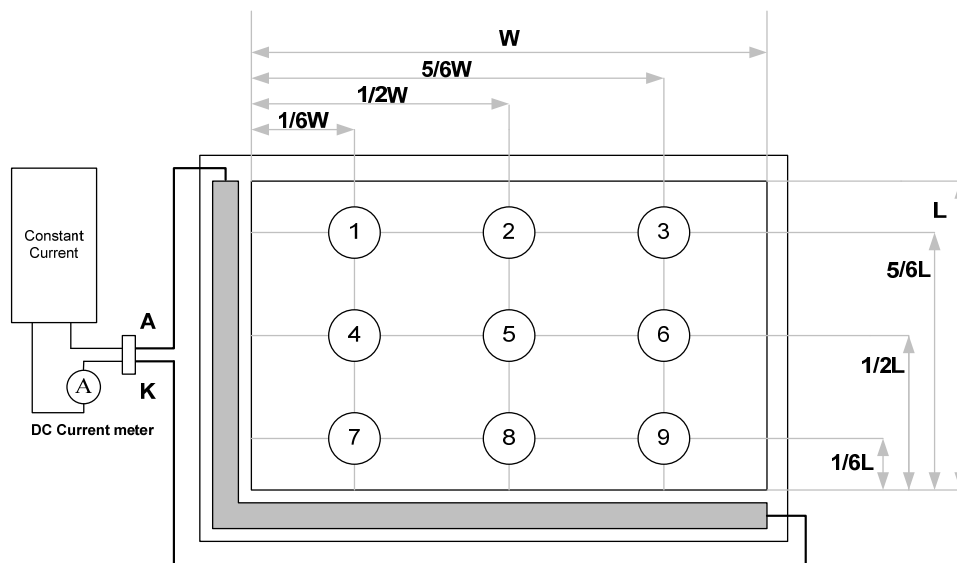 W
5/6W
1/2W
1/6W
L
5/6L
1/2L
1/6L
Constant
Current
A
K
A
DC Current meter
1 2 3
4 5 6
7 8 9